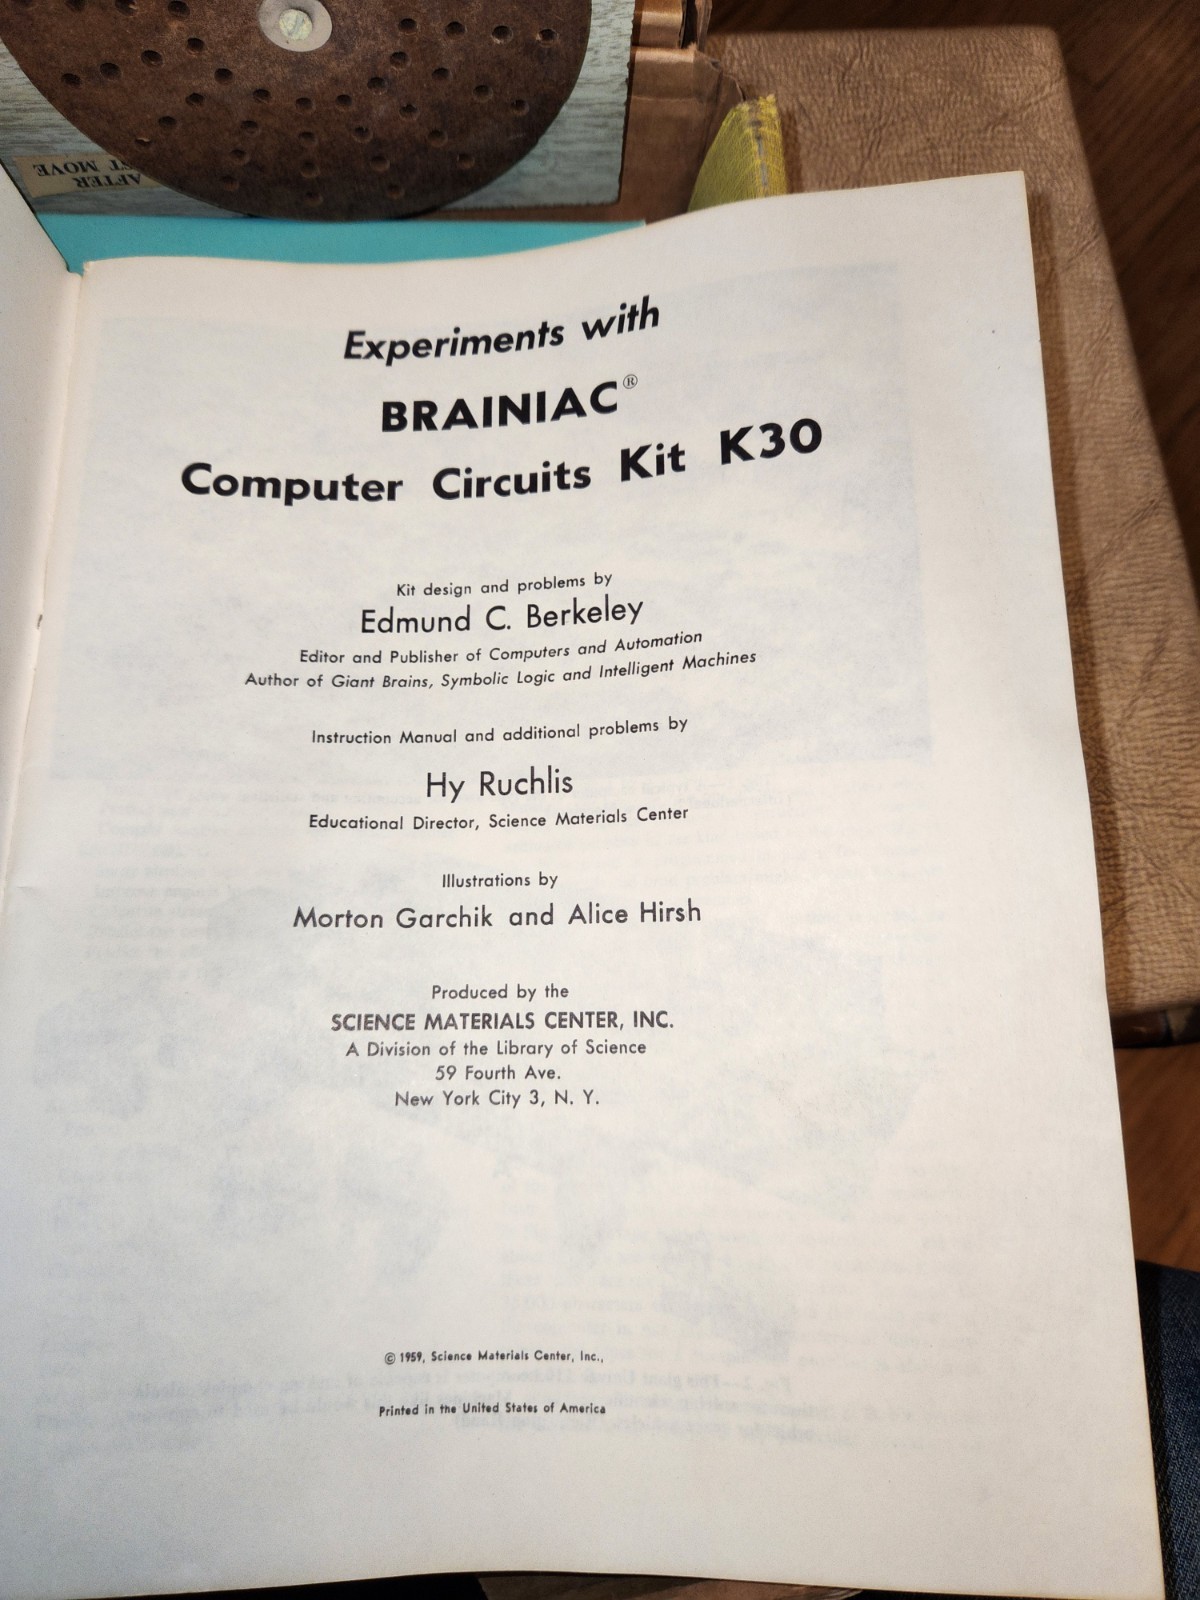 AFTER
ST MOVE
Experiments with
BRAINIAC®
Computer Circuits Kit K30
Kit design and problems by
Edmund C. Berkeley
Editor and Publisher of Computers and Automation
Author of Giant Brains, Symbolic Logic and Intelligent Machines
Instruction Manual and additional problems by
Hy Ruchlis
Educational Director, Science Materials Center
Illustrations by
Morton Garchik and Alice Hirsh
Produced by the
SCIENCE MATERIALS CENTER, INC.
A Division of the Library of Science
59 Fourth Ave.
New York City 3, N. Y.
© 1959, Science Materials Center, Inc.,
Printed in the United States of America